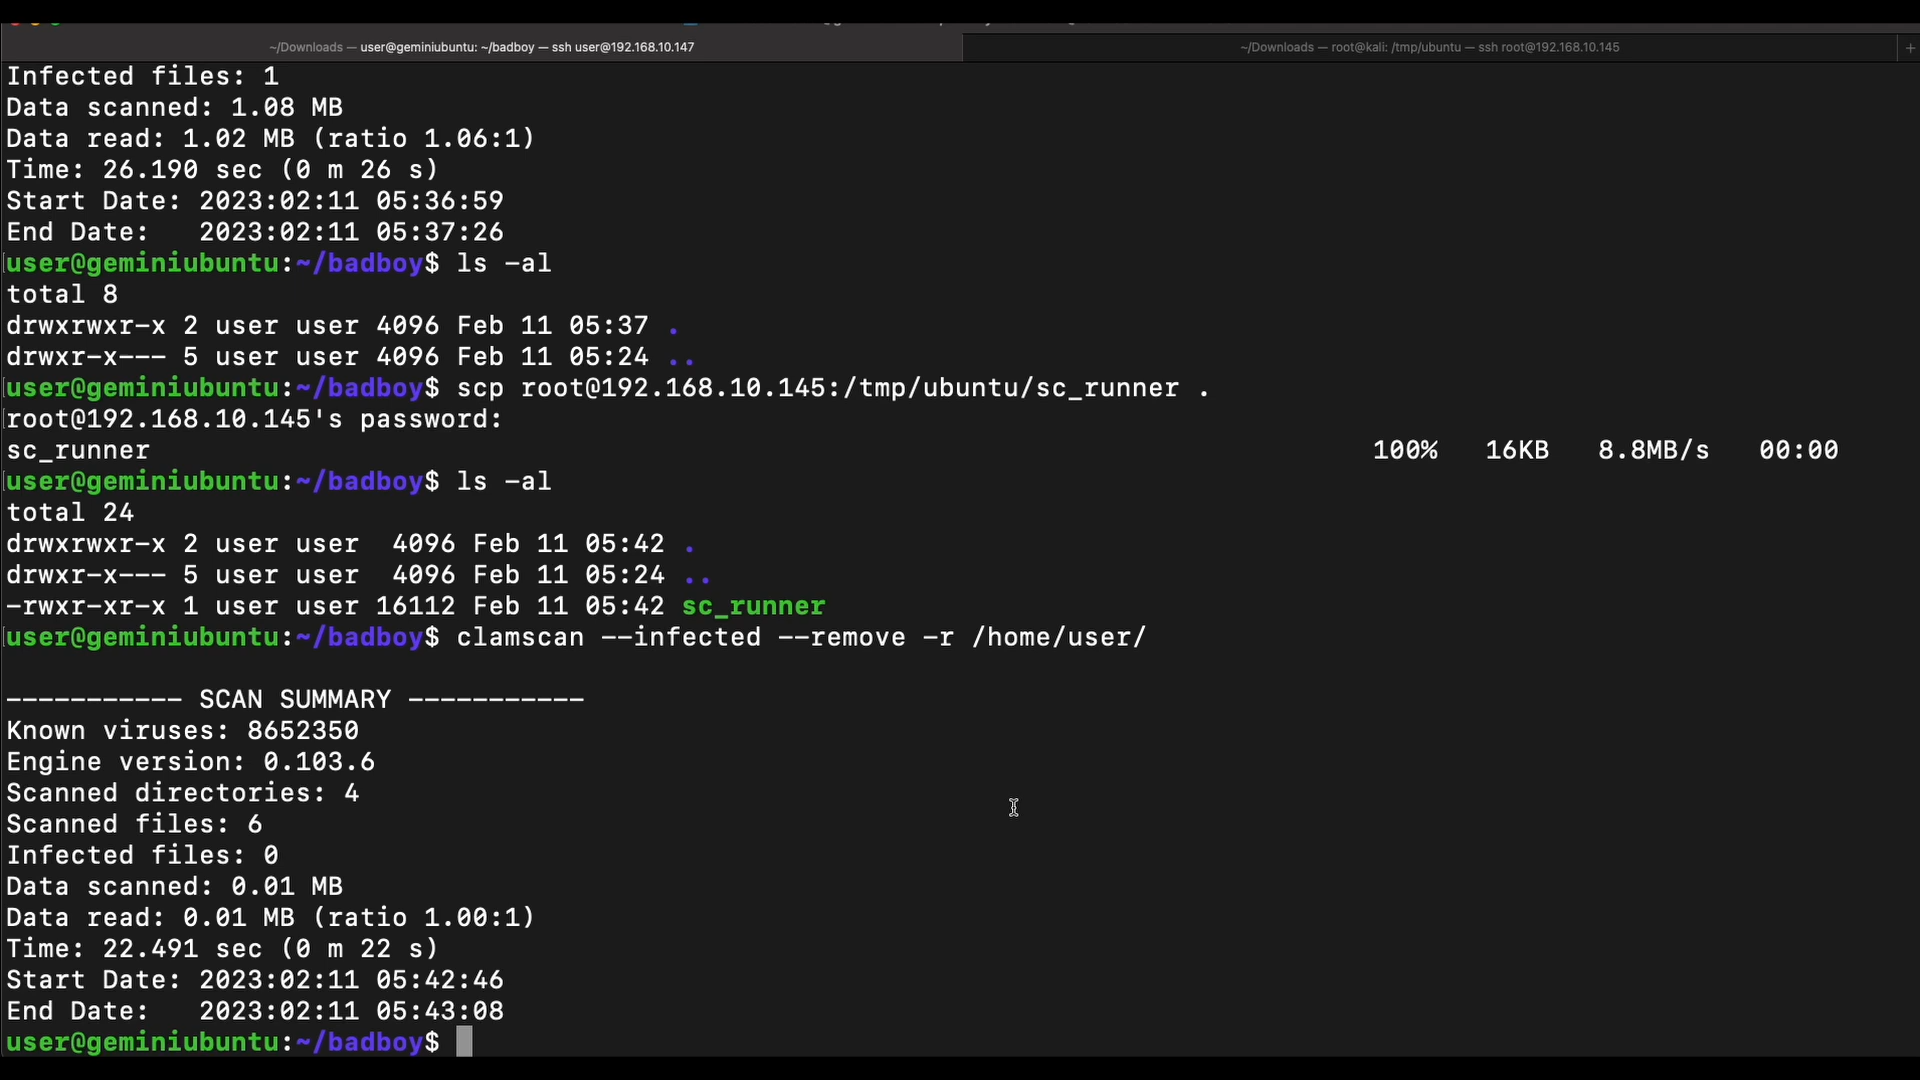 ~/Downloads — user@geminiubuntu: ~/badboy — ssh user@192.168.10.147
~/Downloads — root@kali: /tmp/ubuntu — ssh root@192.168.10.145
+
Infected files: 1
Data scanned: 1.08 MB
Data read: 1.02 MB (ratio 1.06:1)
Time: 26.190 sec (0 m 26 s)
Start Date: 2023:02:11 05:36:59
End Date:   2023:02:11 05:37:26
user@geminiubuntu:~/badboy$ ls -al
total 8
drwxrwxr-x 2 user user 4096 Feb 11 05:37 .
drwxr-x--- 5 user user 4096 Feb 11 05:24 ..
user@geminiubuntu:~/badboy$ scp root@192.168.10.145:/tmp/ubuntu/sc_runner .
root@192.168.10.145's password:
sc_runner 100% 16KB 8.8MB/s 00:00
user@geminiubuntu:~/badboy$ ls -al
total 24
drwxrwxr-x 2 user user  4096 Feb 11 05:42 .
drwxr-x--- 5 user user  4096 Feb 11 05:24 ..
-rwxr-xr-x 1 user user 16112 Feb 11 05:42 sc_runner
user@geminiubuntu:~/badboy$ clamscan --infected --remove -r /home/user/
----------- SCAN SUMMARY -----------
Known viruses: 8652350
Engine version: 0.103.6
Scanned directories: 4
Scanned files: 6
Infected files: 0
Data scanned: 0.01 MB
Data read: 0.01 MB (ratio 1.00:1)
Time: 22.491 sec (0 m 22 s)
Start Date: 2023:02:11 05:42:46
End Date:   2023:02:11 05:43:08
user@geminiubuntu:~/badboy$